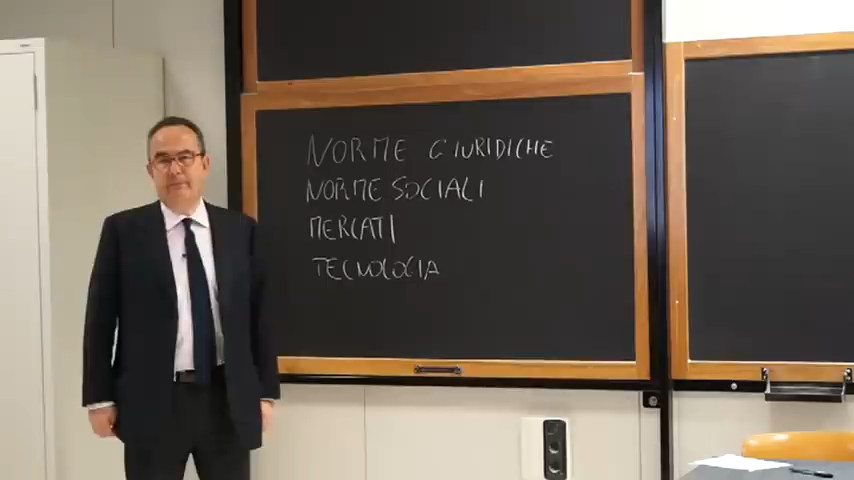 NORME GIURIDICHE
NORME SOCIALI
MERCATI
TECNOLOGIA